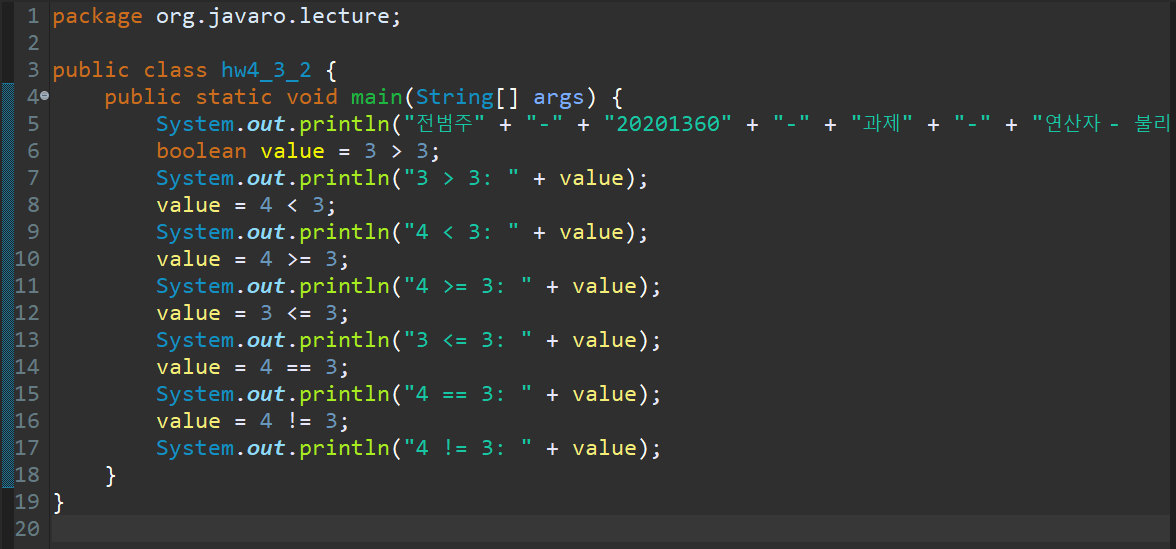 1 package org.javaro.lecture;
2
3 public class hw4_3_2 {
4     public static void main(String[] args) {
5         System.out.println("전범주" + "-" + "20201360" + "-" + "과제" + "-" + "연산자 - 불리
6         boolean value = 3 > 3;
7         System.out.println("3 > 3: " + value);
8         value = 4 < 3;
9         System.out.println("4 < 3: " + value);
10         value = 4 >= 3;
11         System.out.println("4 >= 3: " + value);
12         value = 3 <= 3;
13         System.out.println("3 <= 3: " + value);
14         value = 4 == 3;
15         System.out.println("4 == 3: " + value);
16         value = 4 != 3;
17         System.out.println("4 != 3: " + value);
18     }
19 }
20